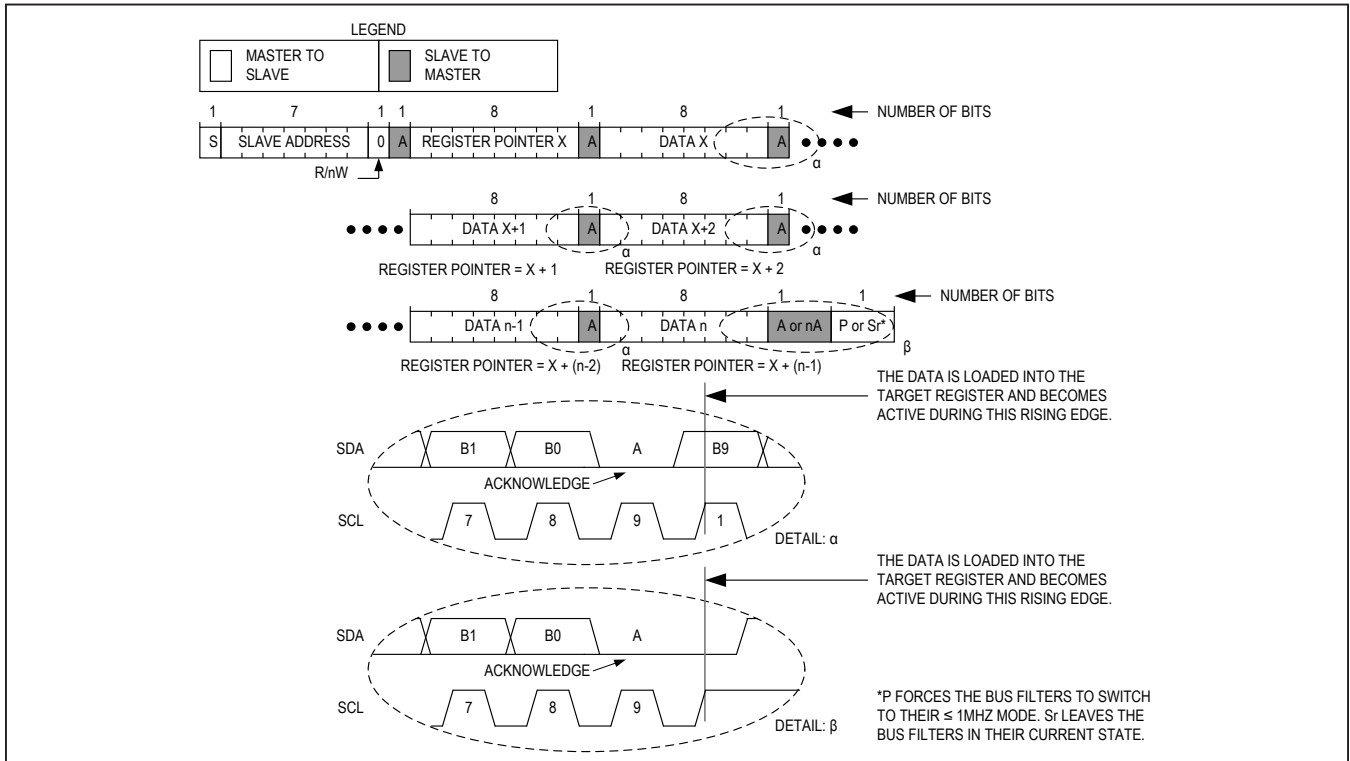 LEGEND
MASTER TO
SLAVE
SLAVE TO
MASTER
1 7 1 1 8 1 8 1 NUMBER OF BITS
S SLAVE ADDRESS 0 A REGISTER POINTER X A DATA X A α
R/nW
8 1 8 1 NUMBER OF BITS
DATA X+1 A α DATA X+2 A α
REGISTER POINTER = X + 1 REGISTER POINTER = X + 2
8 1 8 1 1 NUMBER OF BITS
DATA n-1 A α DATA n A or nA P or Sr* β
REGISTER POINTER = X + (n-2) REGISTER POINTER = X + (n-1)
THE DATA IS LOADED INTO THE
TARGET REGISTER AND BECOMES
ACTIVE DURING THIS RISING EDGE.
SDA B1 B0 A B9
ACKNOWLEDGE
SCL 7 8 9 1
DETAIL: α
THE DATA IS LOADED INTO THE
TARGET REGISTER AND BECOMES
ACTIVE DURING THIS RISING EDGE.
SDA B1 B0 A
ACKNOWLEDGE
SCL 7 8 9
DETAIL: β
*P FORCES THE BUS FILTERS TO SWITCH
TO THEIR ≤ 1MHZ MODE. Sr LEAVES THE
BUS FILTERS IN THEIR CURRENT STATE.